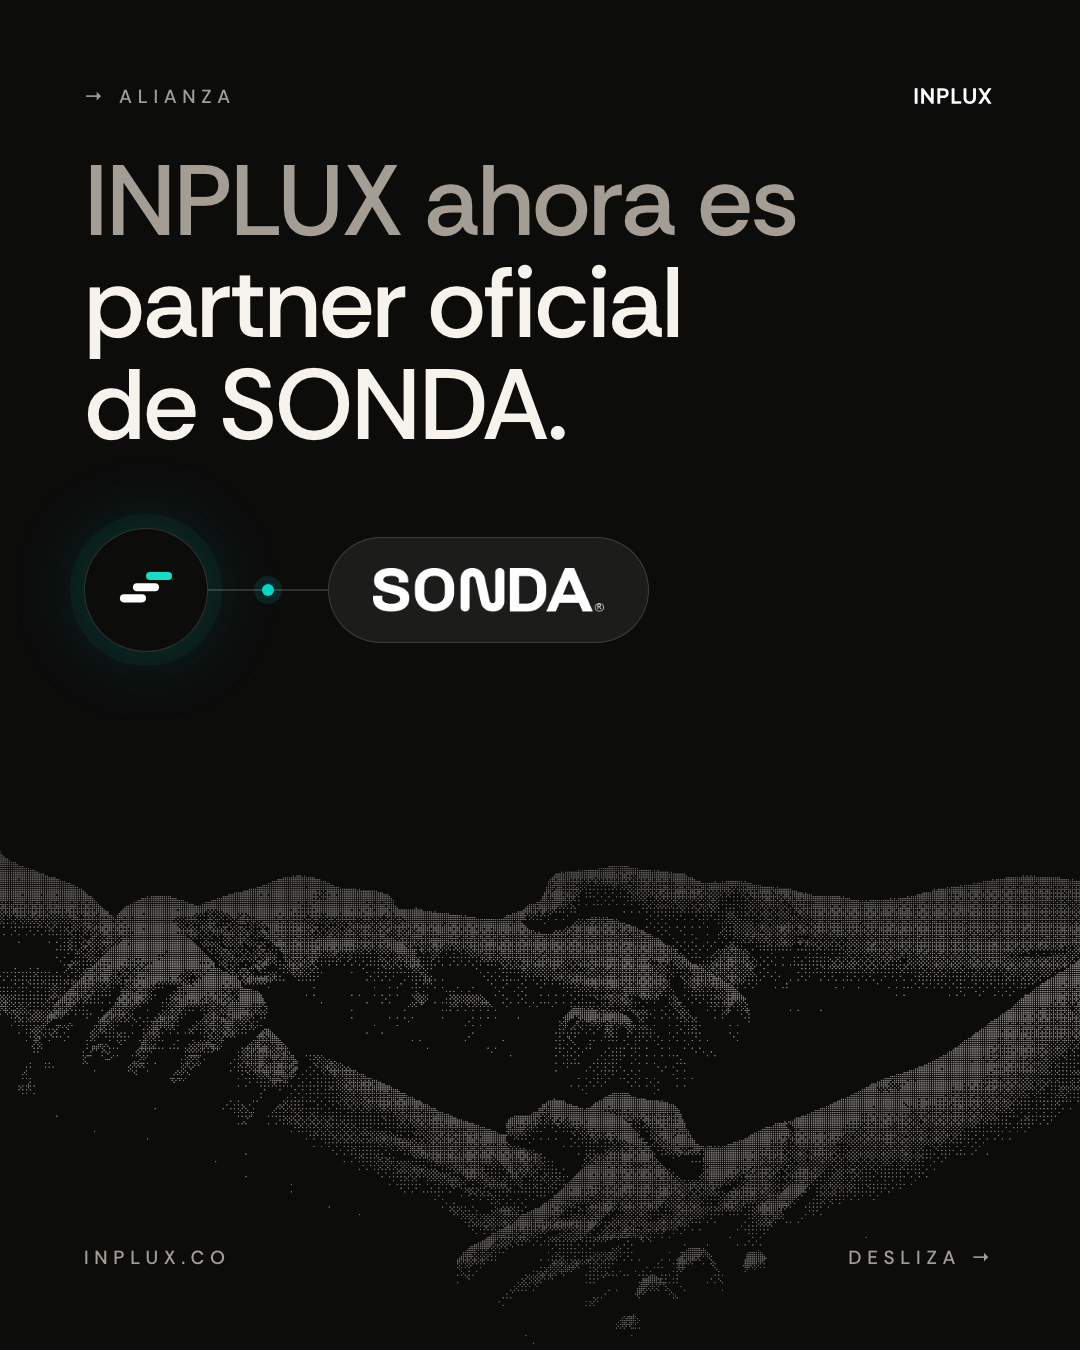 → ALIANZA
INPLUX
INPLUX ahora es
partner oficial
de SONDA.
SONDA®
INPLUX.CO
DESLIZA →